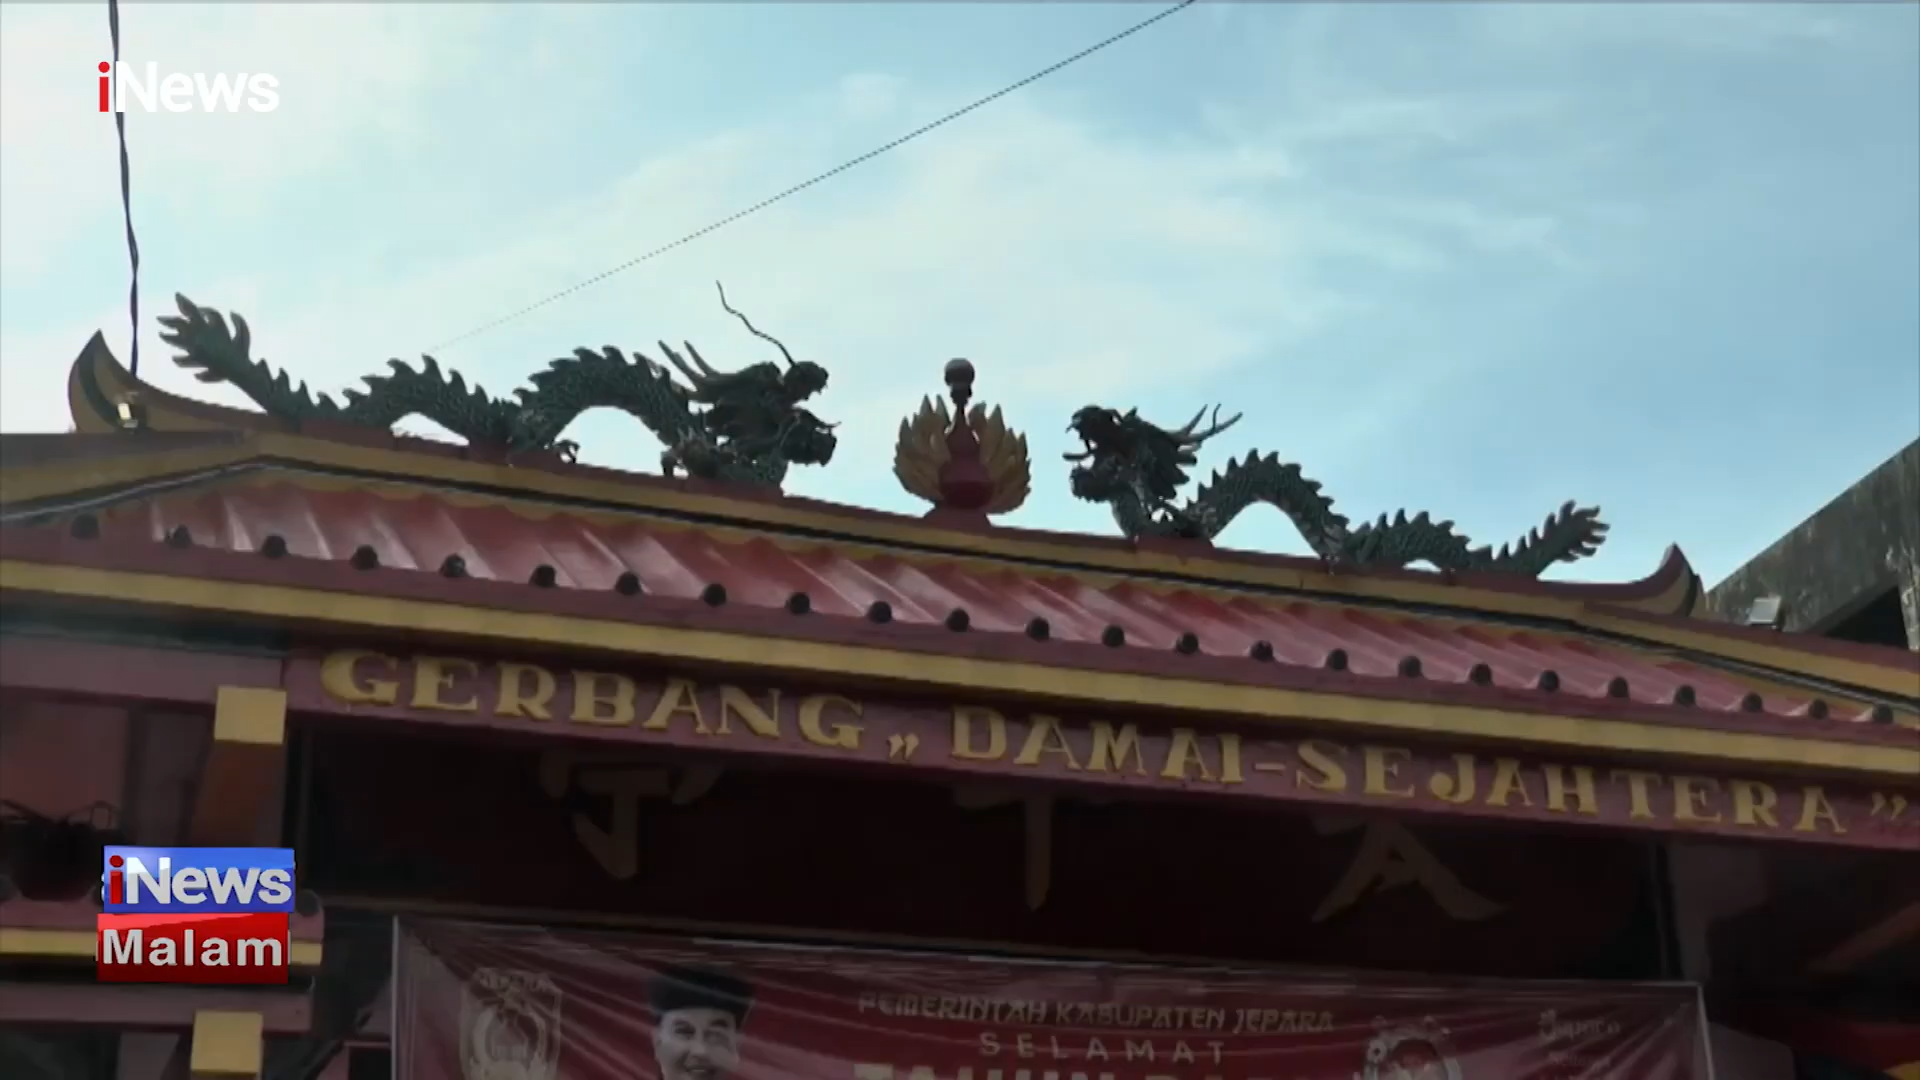 iNews
GERBANG „ DAMAI-SEJAHTERA ”
iNews
Malam
PEMERINTAH KABUPATEN JEPARA
SELAMAT